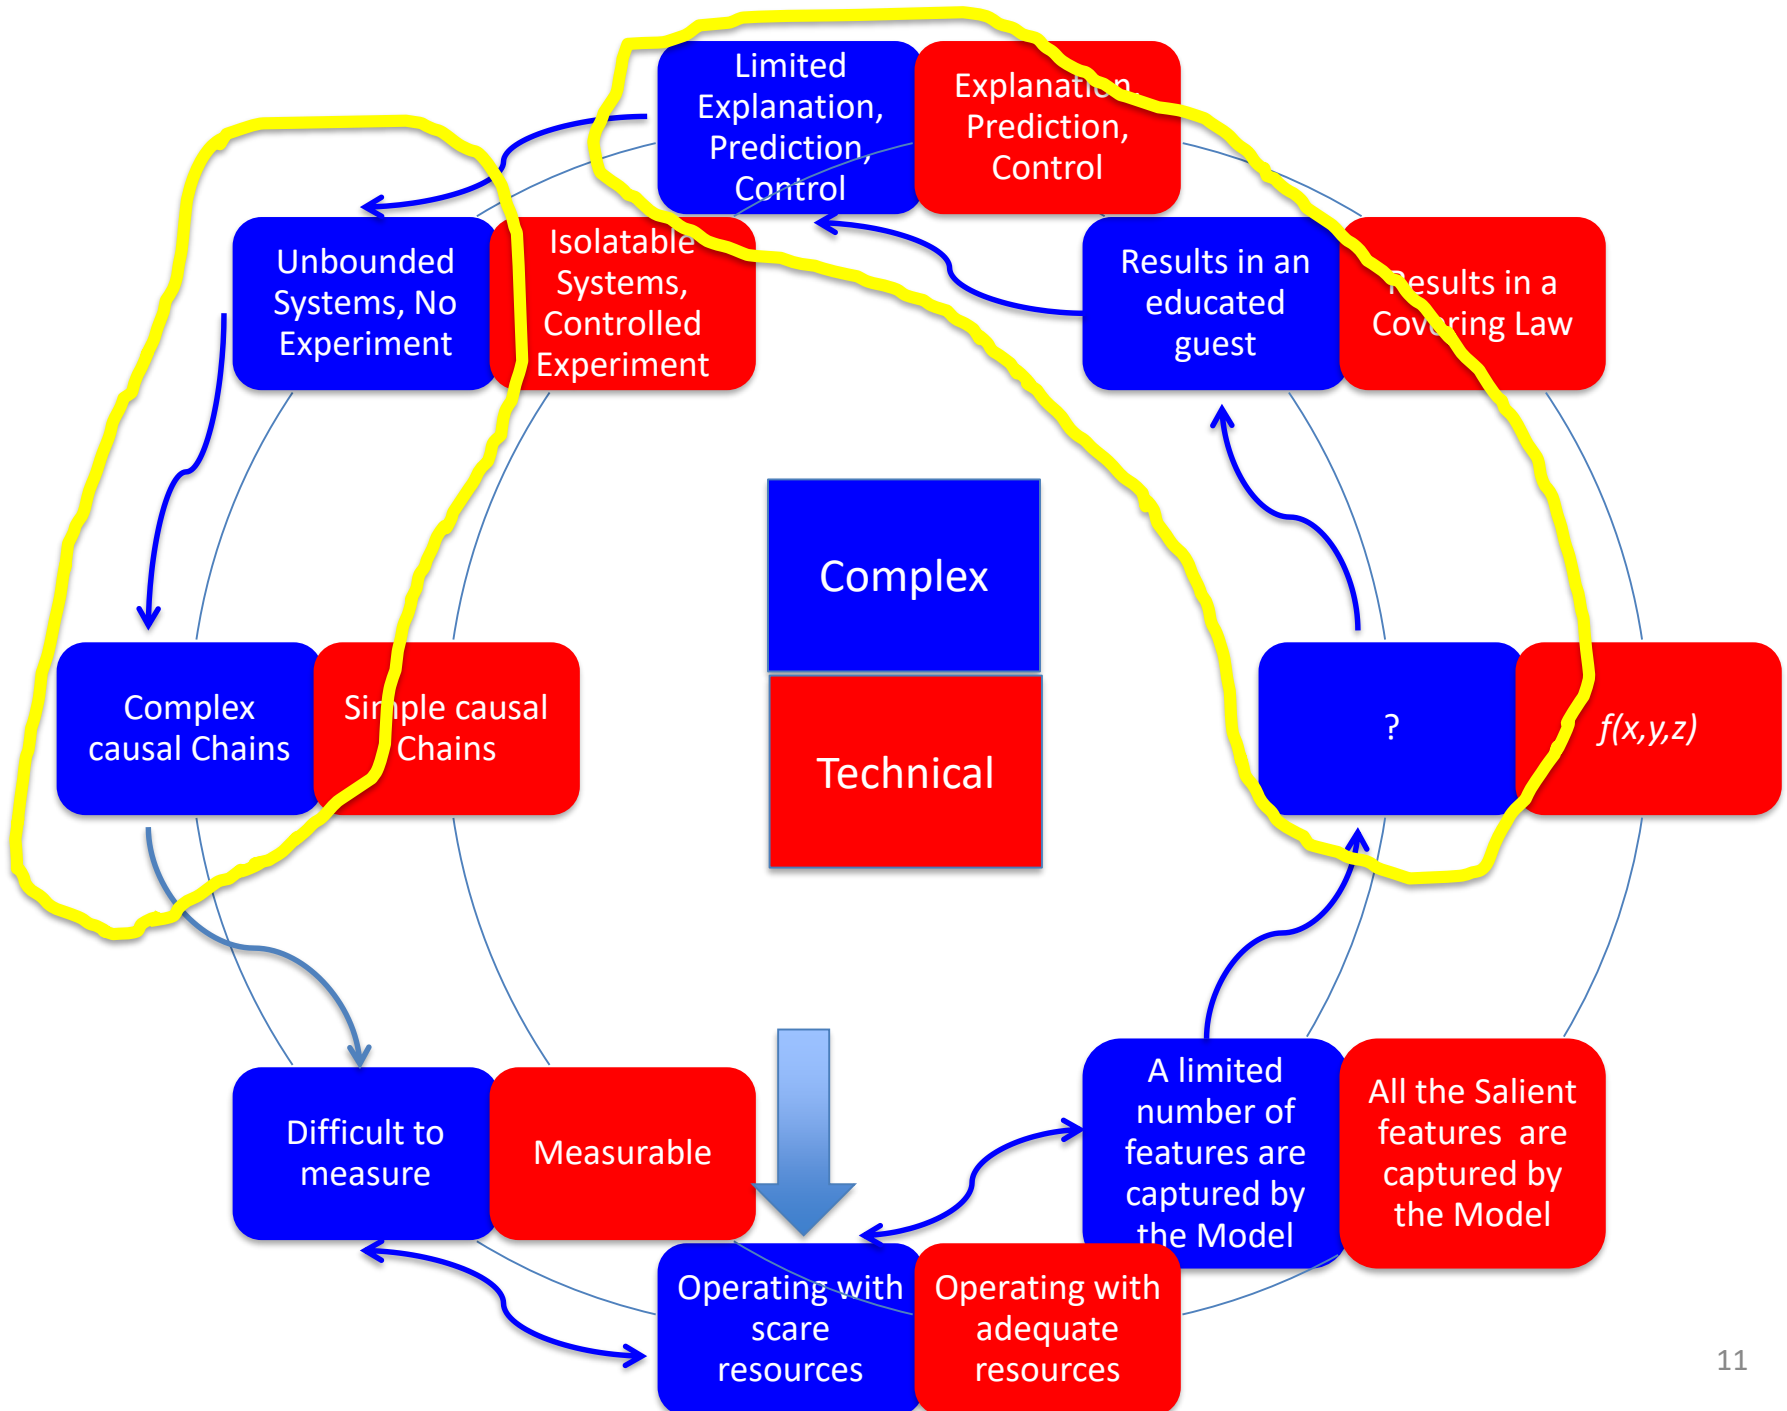 Limited
Explanation,
Prediction,
Control
Explanation,
Prediction,
Control
Unbounded
Systems, No
Experiment
Isolatable
Systems,
Controlled
Experiment
Results in an
educated
guest
Results in a
Covering Law
Complex
Technical
Complex
causal Chains
Simple causal
Chains
?
f(x,y,z)
Difficult to
measure
Measurable
A limited
number of
features are
captured by
the Model
All the Salient
features are
captured by
the Model
Operating with
scare
resources
Operating with
adequate
resources
11